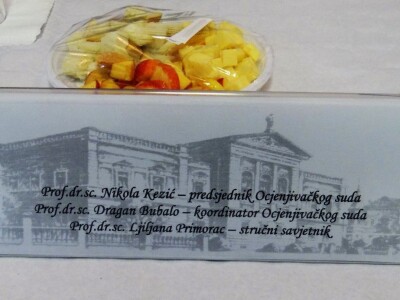 Prof.dr.sc. Nikola Kezić – predsjednik Ocjenjivačkog suda
Prof.dr.sc. Dragan Bubalo – koordinator Ocjenjivačkog suda
Prof.dr.sc. Ljiljana Primorac – stručni savjetnik